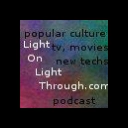 popular culture
Light
tv, movies
On
new techs
Light
Through.com
podcast